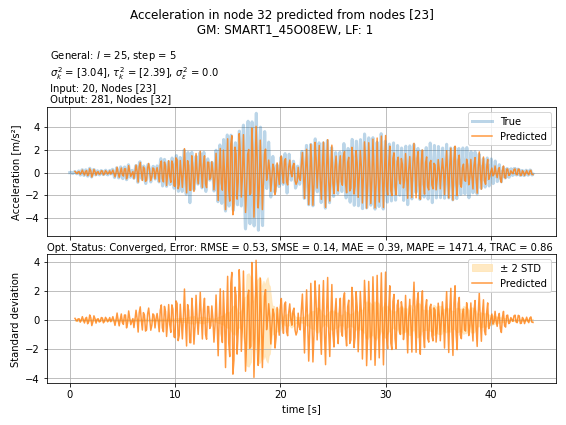 Acceleration in node 32 predicted from nodes [23]
GM: SMART1_45O08EW, LF: 1
General: l = 25, step = 5
σ²ₖ = [3.04], τ²ₖ = [2.39], σ²ₑ = 0.0
Input: 20, Nodes [23]
Output: 281, Nodes [32]
Acceleration [m/s²]
4
2
0
−2
−4
True
Predicted
Opt. Status: Converged, Error: RMSE = 0.53, SMSE = 0.14, MAE = 0.39, MAPE = 1471.4, TRAC = 0.86
Standard deviation
4
2
0
−2
−4
± 2 STD
Predicted
0 10 20 30 40
time [s]